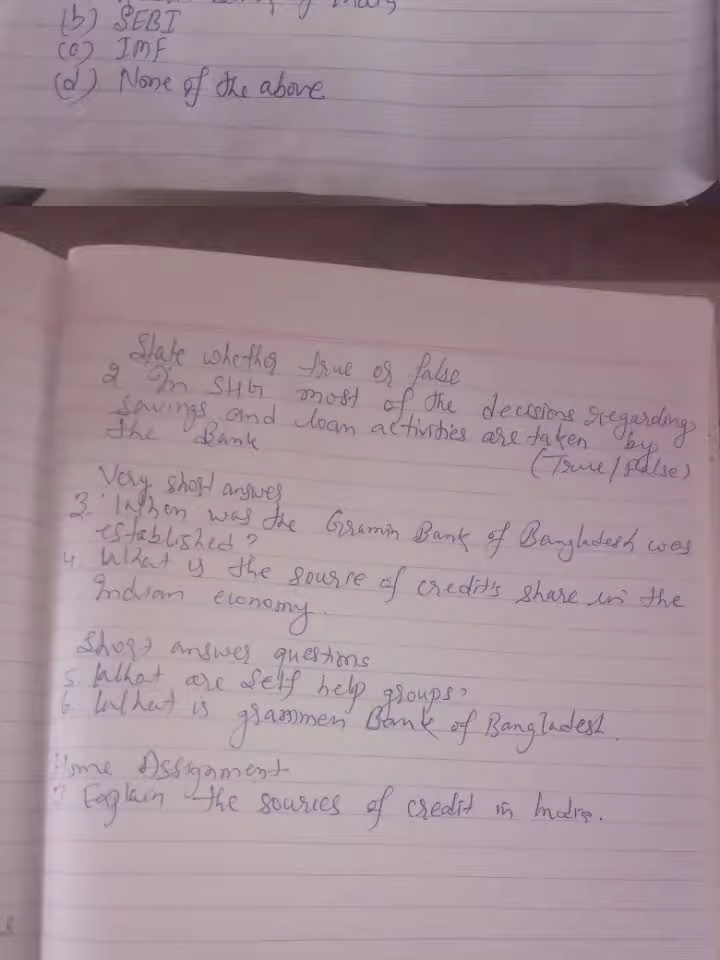 (b) SEBI
(c) IMF
(d) None of the above
State whether true or false
2 In SHG most of the decisions regarding
savings and loan activities are taken by
the Bank (True/False)
Very short answer
3. When was the Gramin Bank of Bangladesh was
established?
4. What is the source of credit's share in the
Indian economy.
Short answer questions
5. What are Self help groups?
6. What is grammen Bank of Bangladesh.
Home Assignment
7 Explain the sources of credit in India.